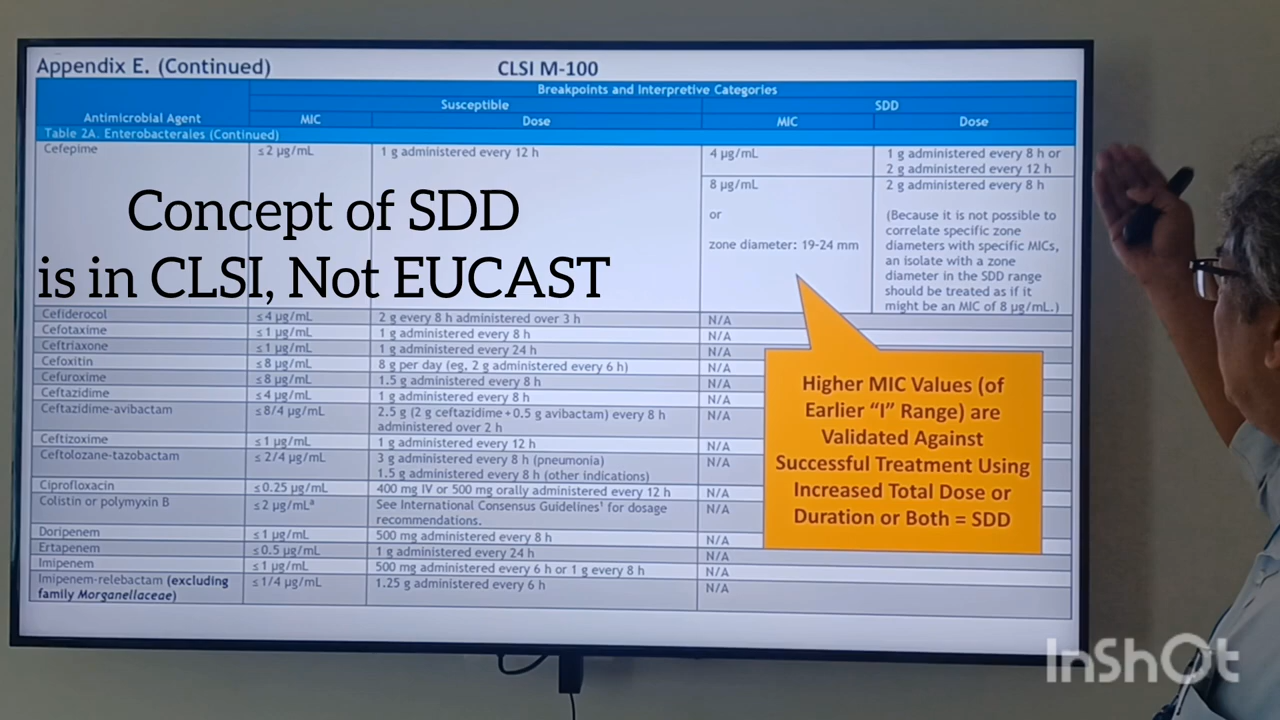 Appendix E. (Continued)
CLSI M-100
Breakpoints and Interpretive Categories
Susceptible
SDD
Antimicrobial Agent
MIC
Dose
MIC
Dose
Table 2A. Enterobacterales (Continued)
Cefepime
≤2 µg/mL
1 g administered every 12 h
4 µg/mL
1 g administered every 8 h or
2 g administered every 12 h
8 µg/mL
or
zone diameter: 19-24 mm
2 g administered every 8 h
(Because it is not possible to
correlate specific zone
diameters with specific MICs,
an isolate with a zone
diameter in the SDD range
should be treated as if it
might be an MIC of 8 µg/mL.)
Concept of SDD
is in CLSI, Not EUCAST
Cefiderocol ≤4 µg/mL 2 g every 8 h administered over 3 h N/A
Cefotaxime ≤1 µg/mL 1 g administered every 8 h N/A
Ceftriaxone ≤1 µg/mL 1 g administered every 24 h N/A
Cefoxitin ≤8 µg/mL 8 g per day (eg, 2 g administered every 6 h) N/A
Cefuroxime ≤8 µg/mL 1.5 g administered every 8 h N/A
Ceftazidime ≤4 µg/mL 1 g administered every 8 h N/A
Ceftazidime-avibactam ≤8/4 µg/mL 2.5 g (2 g ceftazidime+0.5 g avibactam) every 8 h N/A
administered over 2 h
Ceftizoxime ≤1 µg/mL 1 g administered every 12 h N/A
Ceftolozane-tazobactam ≤2/4 µg/mL 3 g administered every 8 h (pneumonia) N/A
1.5 g administered every 8 h (other indications)
Ciprofloxacin ≤0.25 µg/mL 400 mg IV or 500 mg orally administered every 12 h N/A
Colistin or polymyxin B ≤2 µg/mLª See International Consensus Guidelines¹ for dosage N/A
recommendations.
Doripenem ≤1 µg/mL 500 mg administered every 8 h N/A
Ertapenem ≤0.5 µg/mL 1 g administered every 24 h N/A
Imipenem ≤1 µg/mL 500 mg administered every 6 h or 1 g every 8 h N/A
Imipenem-relebactam (excluding ≤1/4 µg/mL 1.25 g administered every 6 h N/A
family Morganellaceae)
Higher MIC Values (of
Earlier “I” Range) are
Validated Against
Successful Treatment Using
Increased Total Dose or
Duration or Both = SDD
InShOt